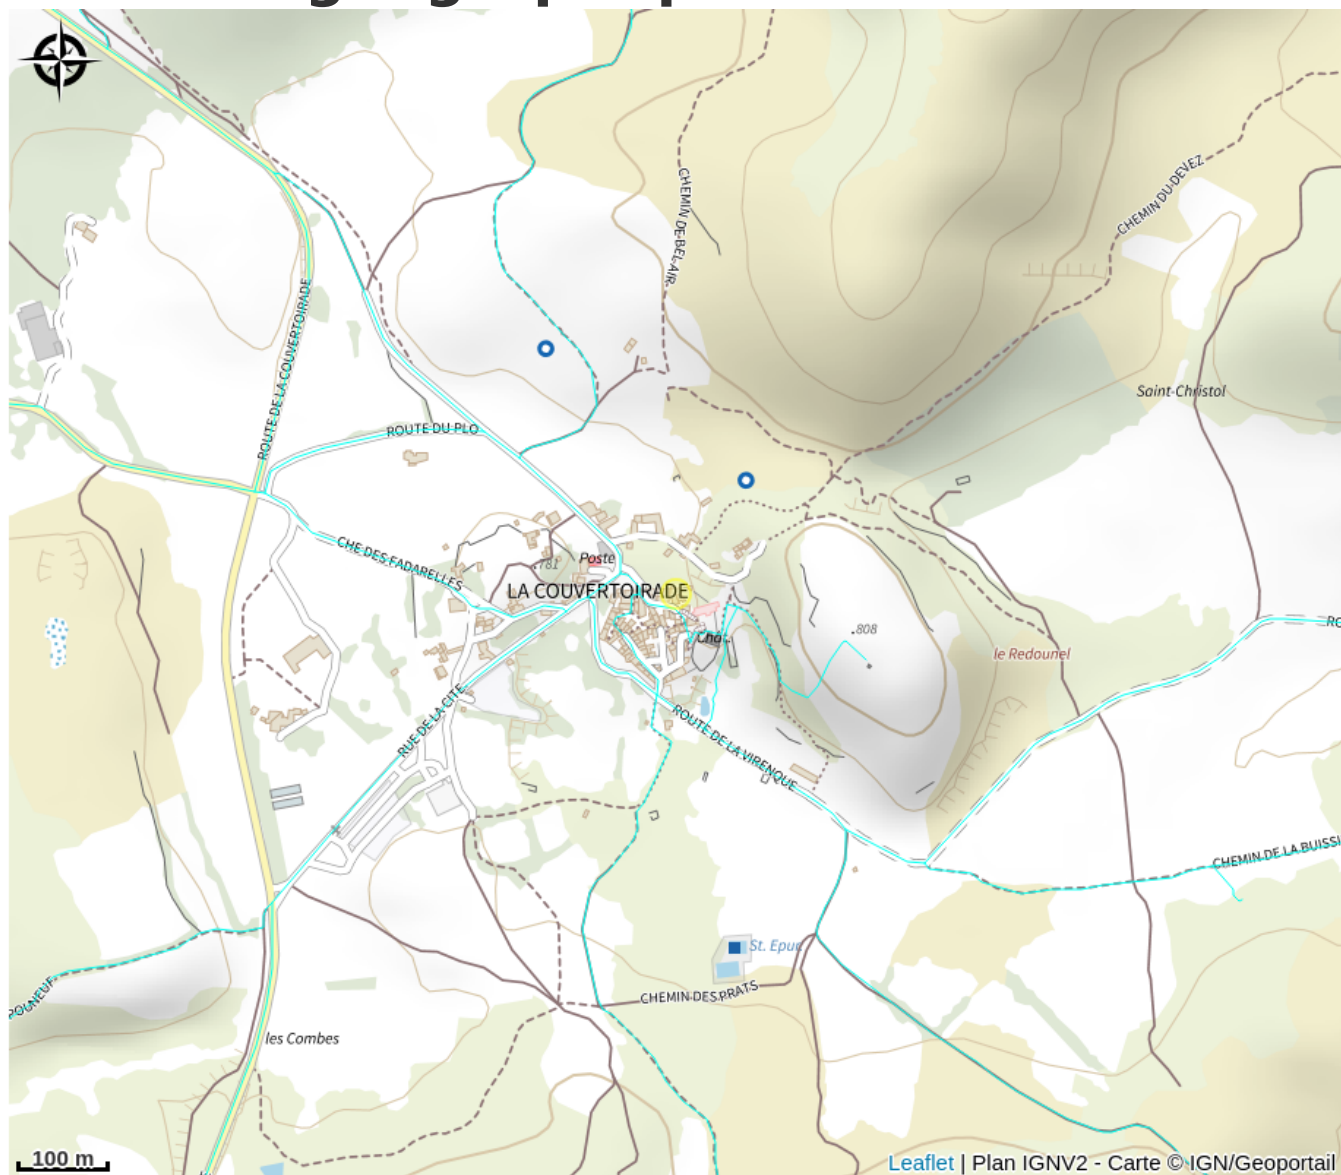 CHEMIN DE BEL-AIR
CHEMIN DU DEVEZ
ROUTE DE LA COUVERTOIRADE
Saint-Christol
ROUTE DU PLO
CHE DES FADARELLES
Poste
781
LA COUVERTOIRADE
808
Chât.
le Redounel
RUE DE LA CITE
ROUTE DE LA VIRENQUE
CHEMIN DE LA BUISSI
St. Epur.
CHEMIN DES PRATS
les Combes
100 m
Leaflet | Plan IGNV2 - Carte © IGN/Geoportail